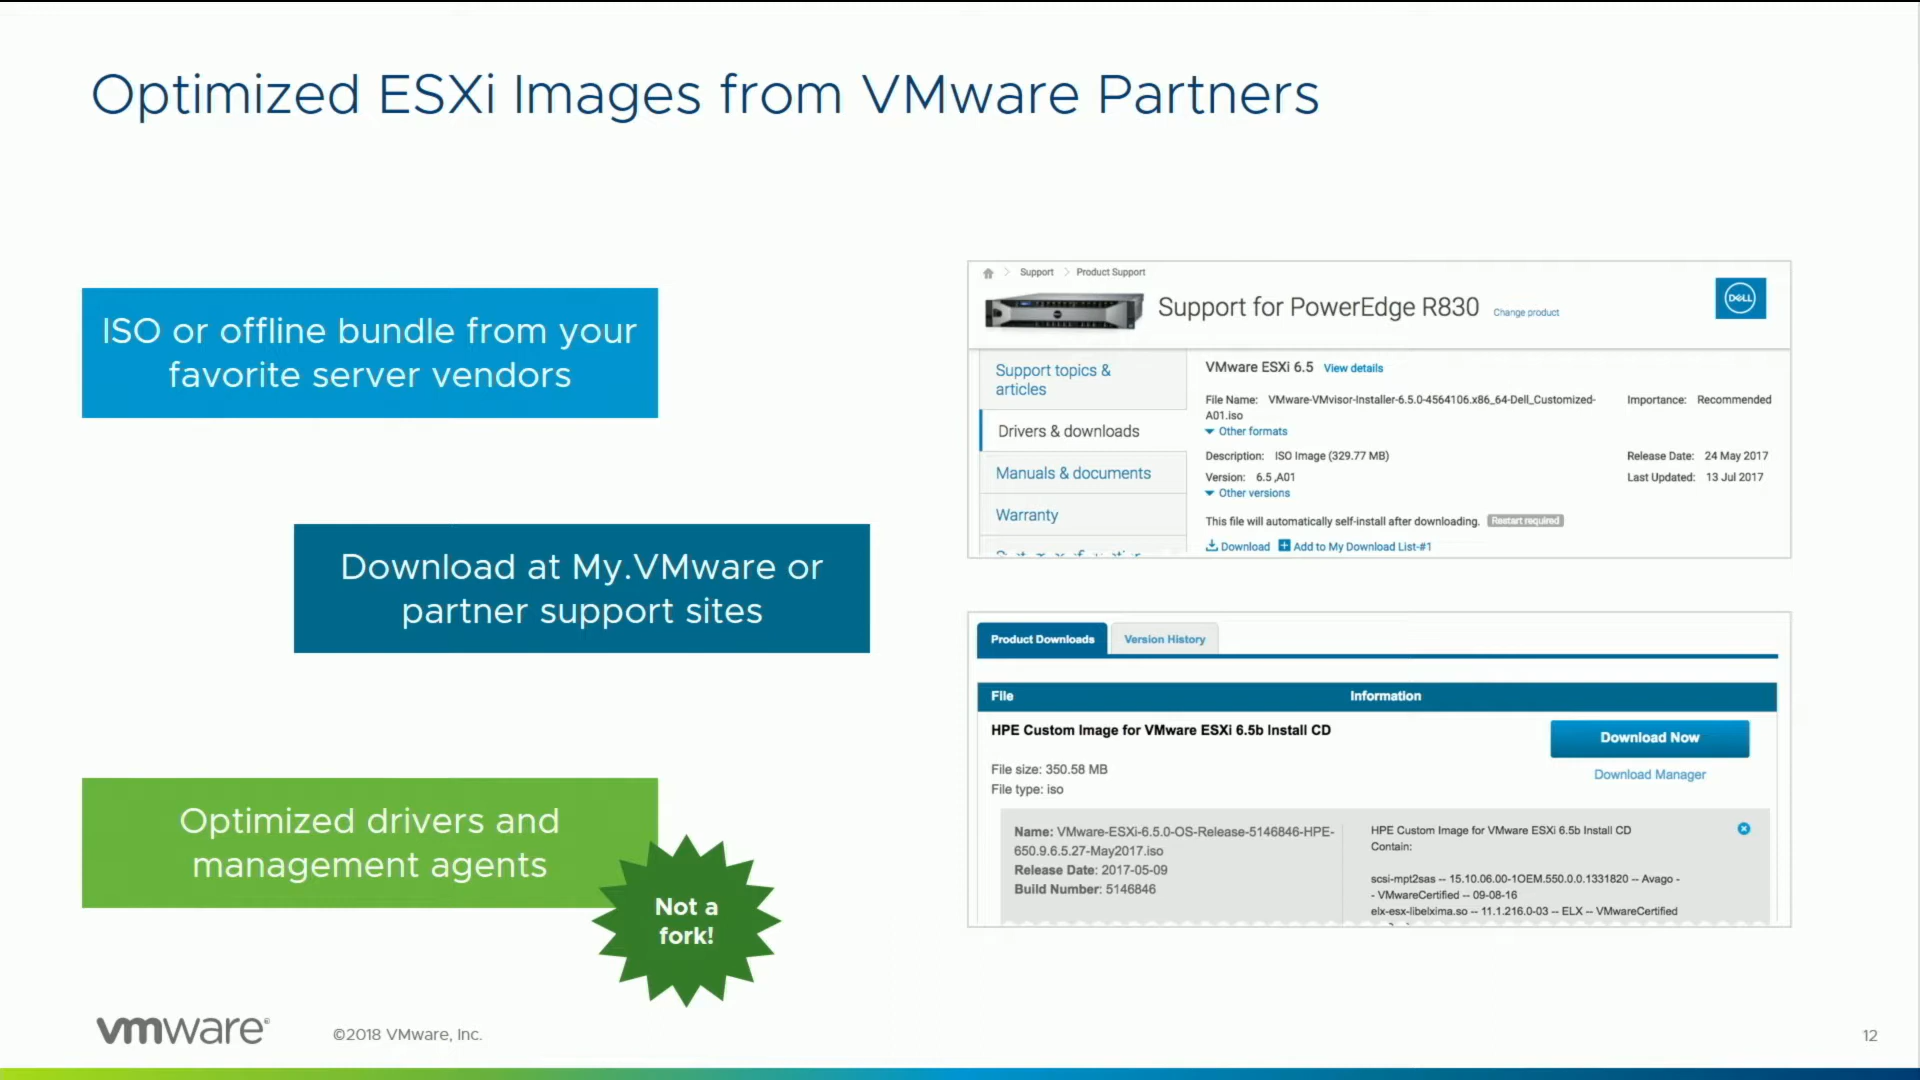 Optimized ESXi Images from VMware Partners
ISO or offline bundle from your
favorite server vendors
Download at My.VMware or
partner support sites
Optimized drivers and
management agents
Not a
fork!
Support
Product Support
Support for PowerEdge R830
Change product
DELL
Support topics &
articles
Drivers & downloads
Manuals & documents
Warranty
VMware ESXi 6.5 View details
File Name: VMware-VMvisor-Installer-6.5.0-4564106.x86_64-Dell_Customized-
A01.iso
Importance: Recommended
Other formats
Description: ISO Image (329.77 MB)
Release Date: 24 May 2017
Version: 6.5 ,A01
Last Updated: 13 Jul 2017
Other versions
This file will automatically self-install after downloading. Restart required
Download Add to My Download List-#1
Product Downloads
Version History
File
Information
HPE Custom Image for VMware ESXi 6.5b Install CD
Download Now
File size: 350.58 MB
Download Manager
File type: iso
Name: VMware-ESXi-6.5.0-OS-Release-5146846-HPE-
650.9.6.5.27-May2017.iso
Release Date: 2017-05-09
Build Number: 5146846
HPE Custom Image for VMware ESXi 6.5b Install CD
Contain:
scsi-mpt2sas -- 15.10.06.00-1OEM.550.0.0.1331820 -- Avago -
- VMwareCertified -- 09-08-16
elx-esx-libelxima.so -- 11.1.216.0-03 -- ELX -- VMwareCertified
vmware®
©2018 VMware, Inc.
12